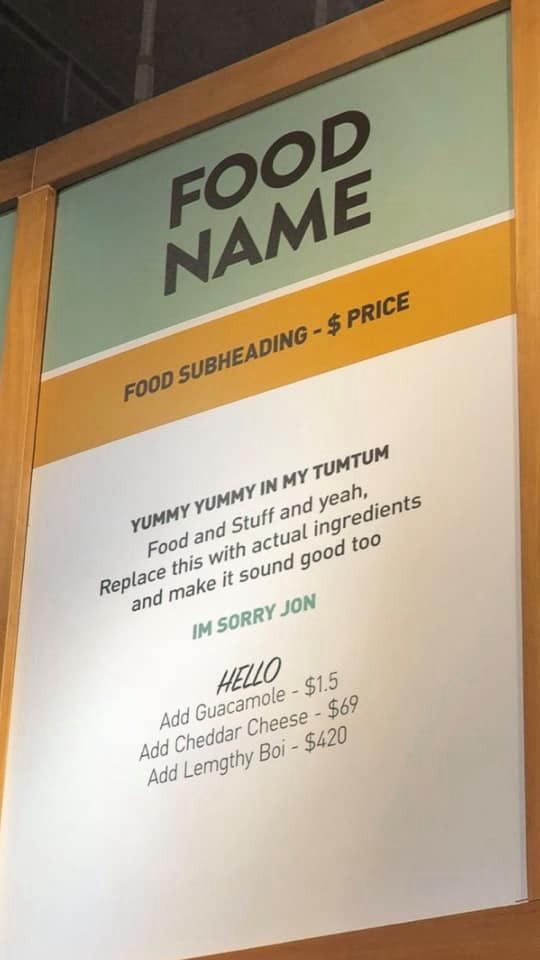 FOOD
NAME
FOOD SUBHEADING - $ PRICE
YUMMY YUMMY IN MY TUMTUM
Food and Stuff and yeah,
Replace this with actual ingredients
and make it sound good too
IM SORRY JON
HELLO
Add Guacamole - $1.5
Add Cheddar Cheese - $69
Add Lemgthy Boi - $420